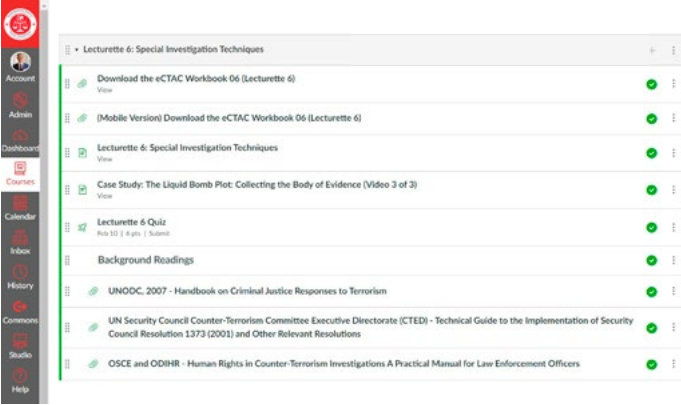 Lecturette 6: Special Investigation Techniques
Account
Download the eCTAC Workbook 06 (Lecturette 6)
View
Admin
(Mobile Version) Download the eCTAC Workbook 06 (Lecturette 6)
Dashboard
Lecturette 6: Special Investigation Techniques
View
Courses
Case Study: The Liquid Bomb Plot: Collecting the Body of Evidence (Video 3 of 3)
View
Calendar
Lecturette 6 Quiz
Feb 10 | 6 pts | Submit
Inbox
Background Readings
History
UNODC, 2007 - Handbook on Criminal Justice Responses to Terrorism
Commons
UN Security Council Counter-Terrorism Committee Executive Directorate (CTED) - Technical Guide to the Implementation of Security
Council Resolution 1373 (2001) and Other Relevant Resolutions
Studio
OSCE and ODIHR - Human Rights in Counter-Terrorism Investigations A Practical Manual for Law Enforcement Officers
Help